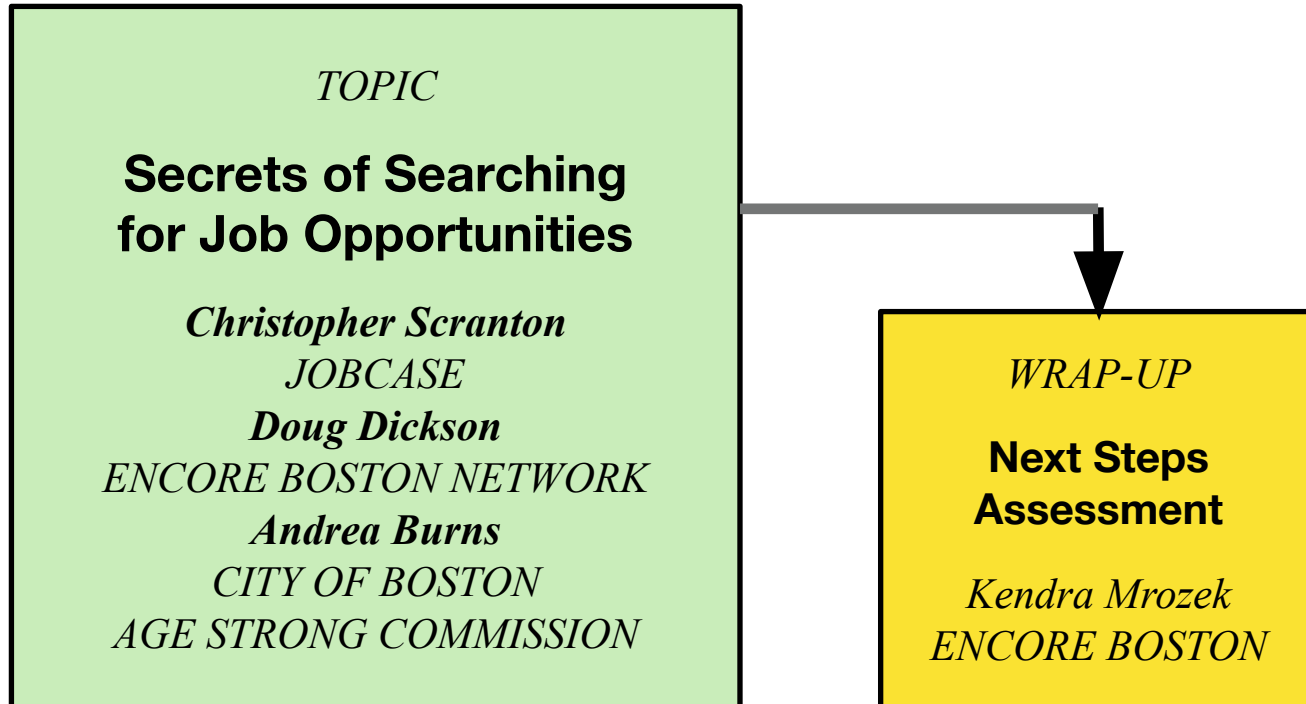 TOPIC
Secrets of Searching
for Job Opportunities
Christopher Scranton
JOBCASE
Doug Dickson
ENCORE BOSTON NETWORK
Andrea Burns
CITY OF BOSTON
AGE STRONG COMMISSION
WRAP-UP
Next Steps
Assessment
Kendra Mrozek
ENCORE BOSTON